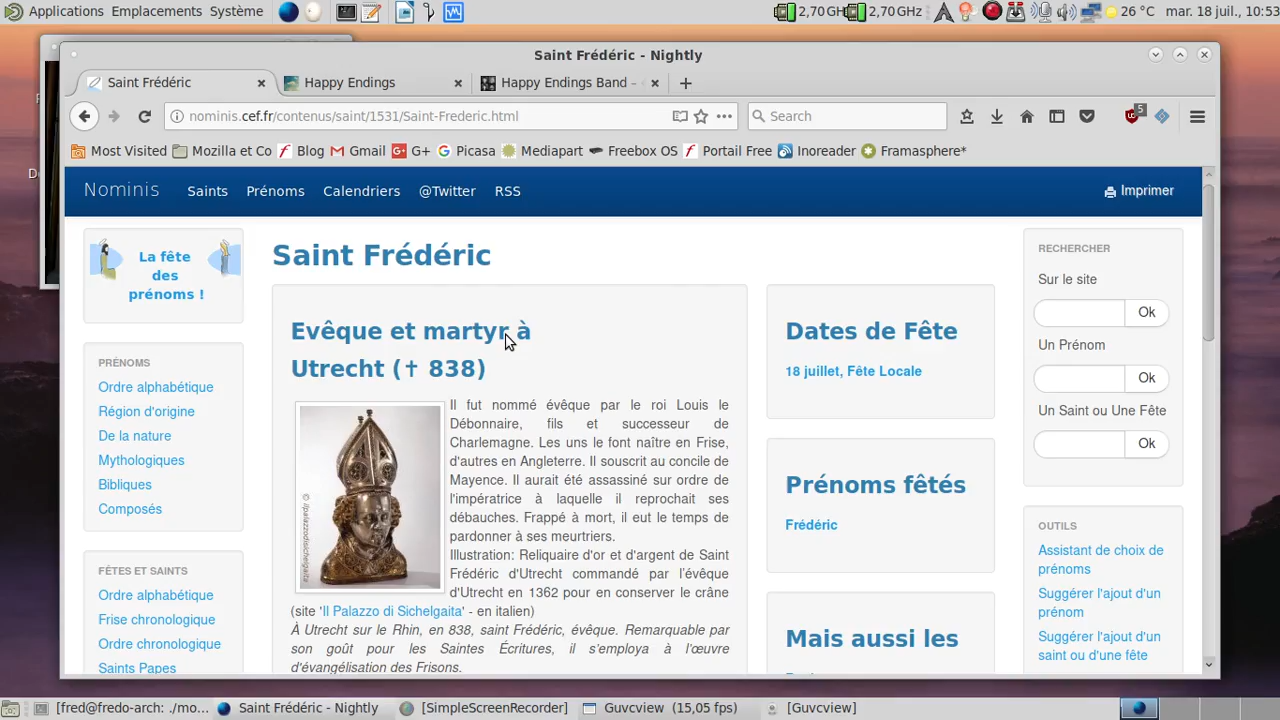 Applications Emplacements Système
2,70 GH 2,70 GHz 26 °C mar. 18 juil., 10:53
Saint Frédéric - Nightly
Saint Frédéric Happy Endings Happy Endings Band –
nominis.cef.fr/contenus/saint/1531/Saint-Frederic.html
Search
5
Most Visited Mozilla et Co Blog Gmail G+ Picasa Mediapart Freebox OS Portail Free Inoreader Framasphere*
Nominis Saints Prénoms Calendriers @Twitter RSS Imprimer
La fête
des
prénoms !
PRÉNOMS
Ordre alphabétique
Région d'origine
De la nature
Mythologiques
Bibliques
Composés
FÊTES ET SAINTS
Ordre alphabétique
Frise chronologique
Ordre chronologique
Saints Papes
Saint Frédéric
Evêque et martyr à
Utrecht (✝ 838)
Il fut nommé évêque par le roi Louis le
Débonnaire, fils et successeur de
Charlemagne. Les uns le font naître en Frise,
d'autres en Angleterre. Il souscrit au concile de
Mayence. Il aurait été assassiné sur ordre de
l'impératrice à laquelle il reprochait ses
débauches. Frappé à mort, il eut le temps de
pardonner à ses meurtriers.
Illustration: Reliquaire d'or et d'argent de Saint
Frédéric d'Utrecht commandé par l'évêque
d'Utrecht en 1362 pour en conserver le crâne
(site 'Il Palazzo di Sichelgaita' - en italien)
À Utrecht sur le Rhin, en 838, saint Frédéric, évêque. Remarquable par
son goût pour les Saintes Écritures, il s'employa à l'œuvre
d'évangélisation des Frisons.
Dates de Fête
18 juillet, Fête Locale
Prénoms fêtés
Frédéric
Mais aussi les
RECHERCHER
Sur le site
Ok
Un Prénom
Ok
Un Saint ou Une Fête
Ok
OUTILS
Assistant de choix de
prénoms
Suggérer l'ajout d'un
prénom
Suggérer l'ajout d'un
saint ou d'une fête
[fred@fredo-arch: ./mo... Saint Frédéric - Nightly [SimpleScreenRecorder] Guvcview (15,05 fps) [Guvcview]